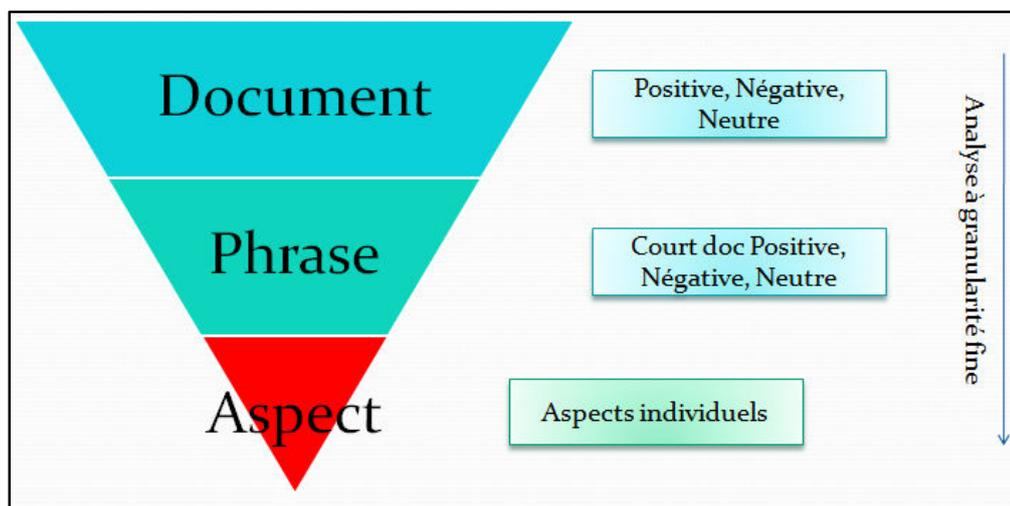 Document
Positive, Négative,
Neutre
Phrase
Court doc Positive,
Négative, Neutre
Aspect
Aspects individuels
Analyse à granularité fine